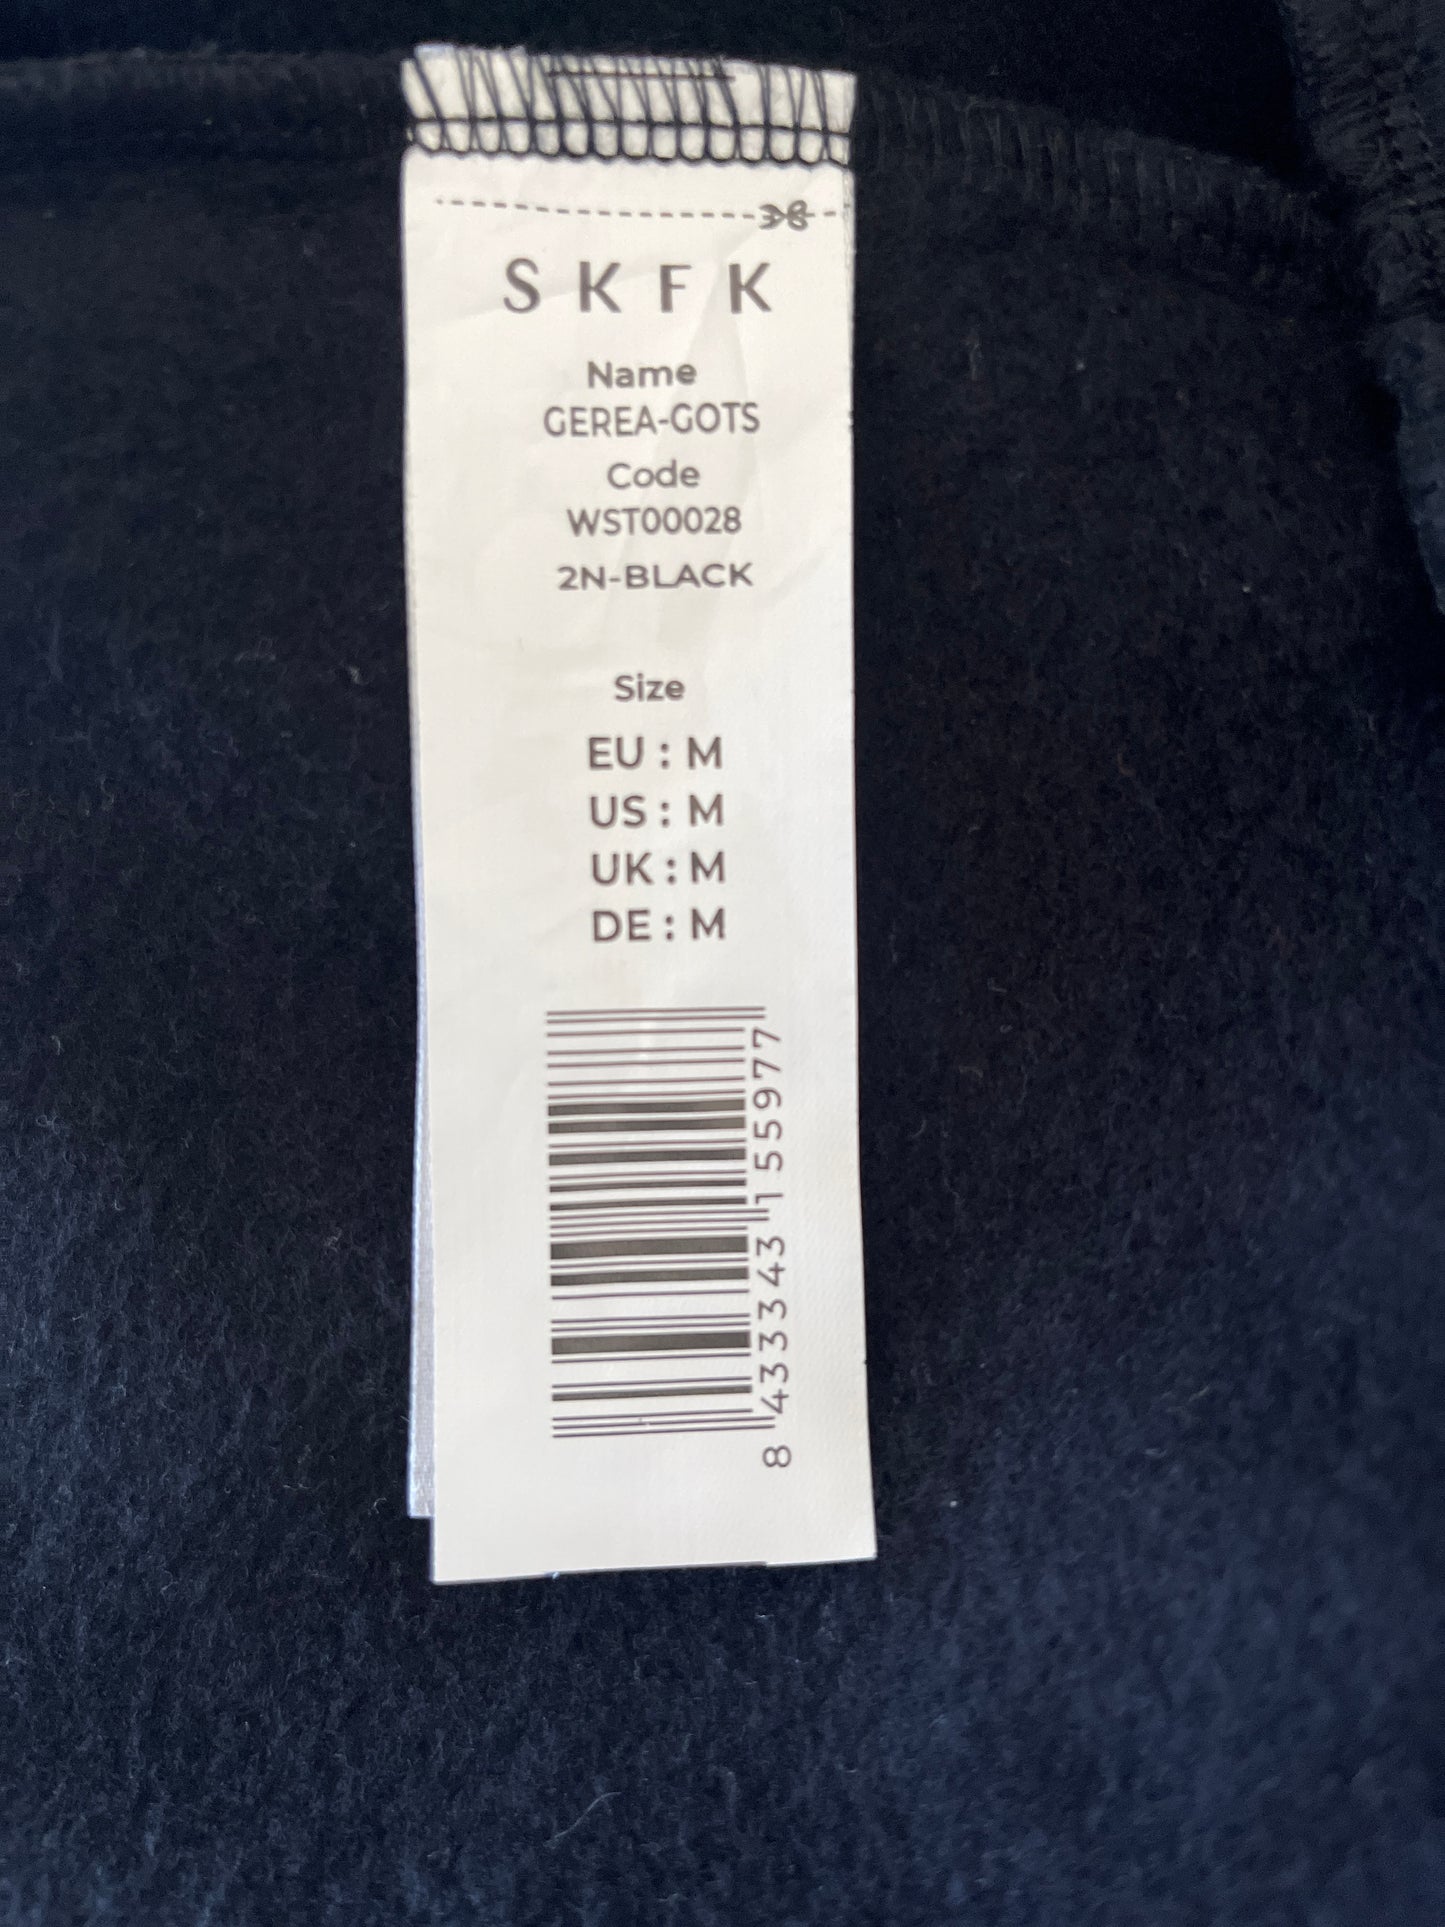 SKFK
Name
GEREA-GOTS
Code
WST00028
2N-BLACK
Size
EU : M
US : M
UK : M
DE : M
8 433343 155977